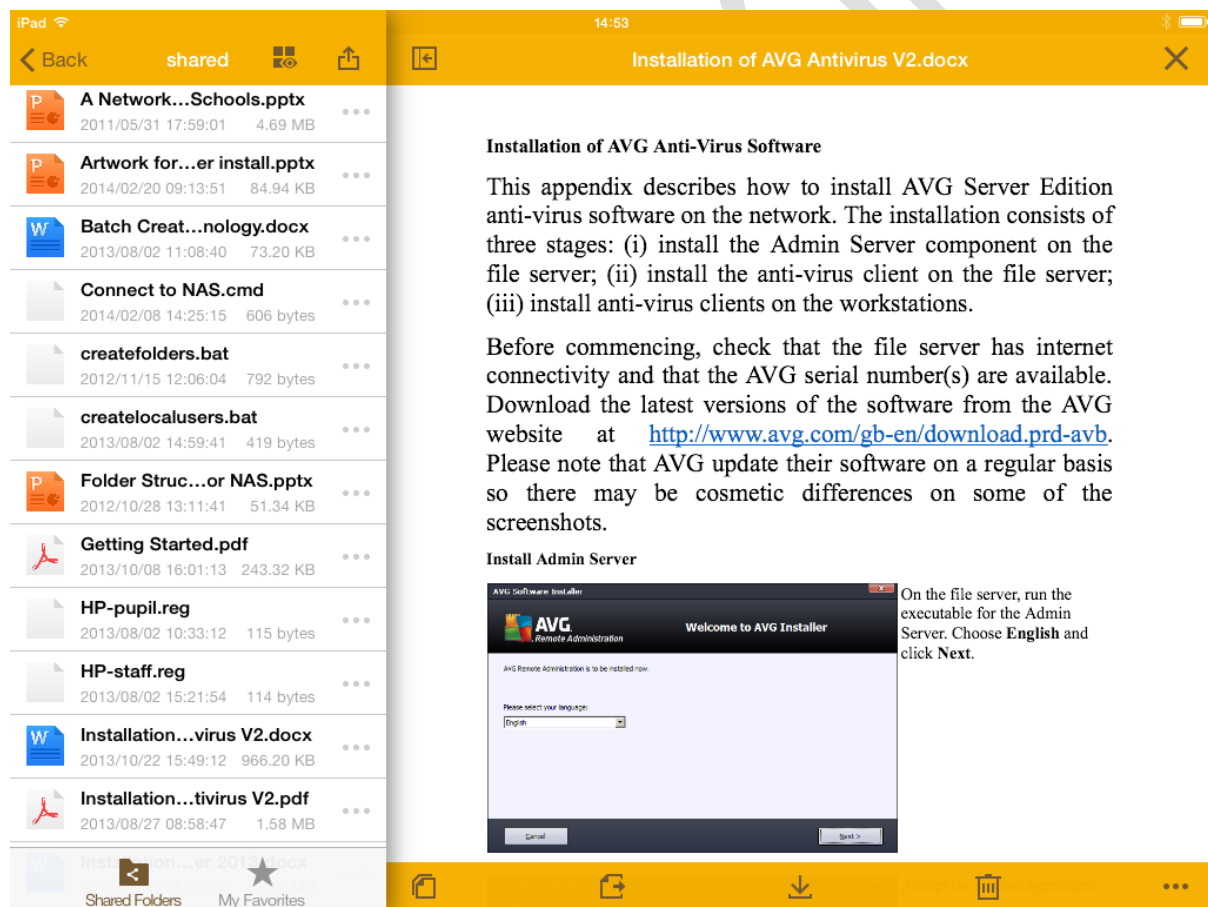 iPad
14:53
Back
shared
Installation of AVG Antivirus V2.docx
A Network...Schools.pptx
2011/05/31 17:59:01 4.69 MB
Artwork for...er install.pptx
2014/02/20 09:13:51 84.94 KB
Batch Creat...nology.docx
2013/08/02 11:08:40 73.20 KB
Connect to NAS.cmd
2014/02/08 14:25:15 606 bytes
createfolders.bat
2012/11/15 12:06:04 792 bytes
createlocalusers.bat
2013/08/02 14:59:41 419 bytes
Folder Struc...or NAS.pptx
2012/10/28 13:11:41 51.34 KB
Getting Started.pdf
2013/10/08 16:01:13 243.32 KB
HP-pupil.reg
2013/08/02 10:33:12 115 bytes
HP-staff.reg
2013/08/02 15:21:54 114 bytes
Installation...virus V2.docx
2013/10/22 15:49:12 966.20 KB
Installation...tivirus V2.pdf
2013/08/27 08:58:47 1.58 MB
Installation...er 2013.docx
Shared Folders
My Favorites
Installation of AVG Anti-Virus Software
This appendix describes how to install AVG Server Edition
anti-virus software on the network. The installation consists of
three stages: (i) install the Admin Server component on the
file server; (ii) install the anti-virus client on the file server;
(iii) install anti-virus clients on the workstations.
Before commencing, check that the file server has internet
connectivity and that the AVG serial number(s) are available.
Download the latest versions of the software from the AVG
website at http://www.avg.com/gb-en/download.prd-avb.
Please note that AVG update their software on a regular basis
so there may be cosmetic differences on some of the
screenshots.
Install Admin Server
AVG Software Installer
AVG.
Remote Administration
Welcome to AVG Installer
AVG Remote Administration is to be installed now.
Please select your language:
English
Cancel
Next >
On the file server, run the
executable for the Admin
Server. Choose English and
click Next.